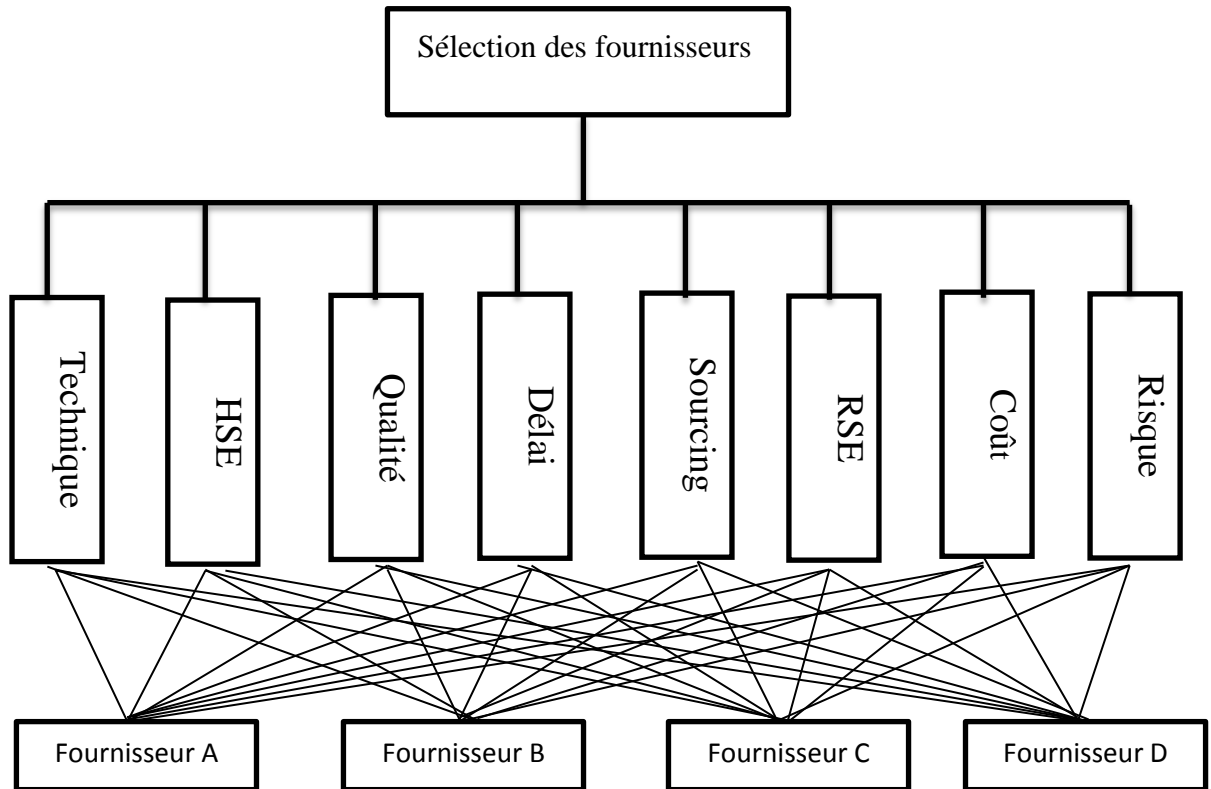 Sélection des fournisseurs
Technique
HSE
Qualité
Délai
Sourcing
RSE
Coût
Risque
Fournisseur A
Fournisseur B
Fournisseur C
Fournisseur D